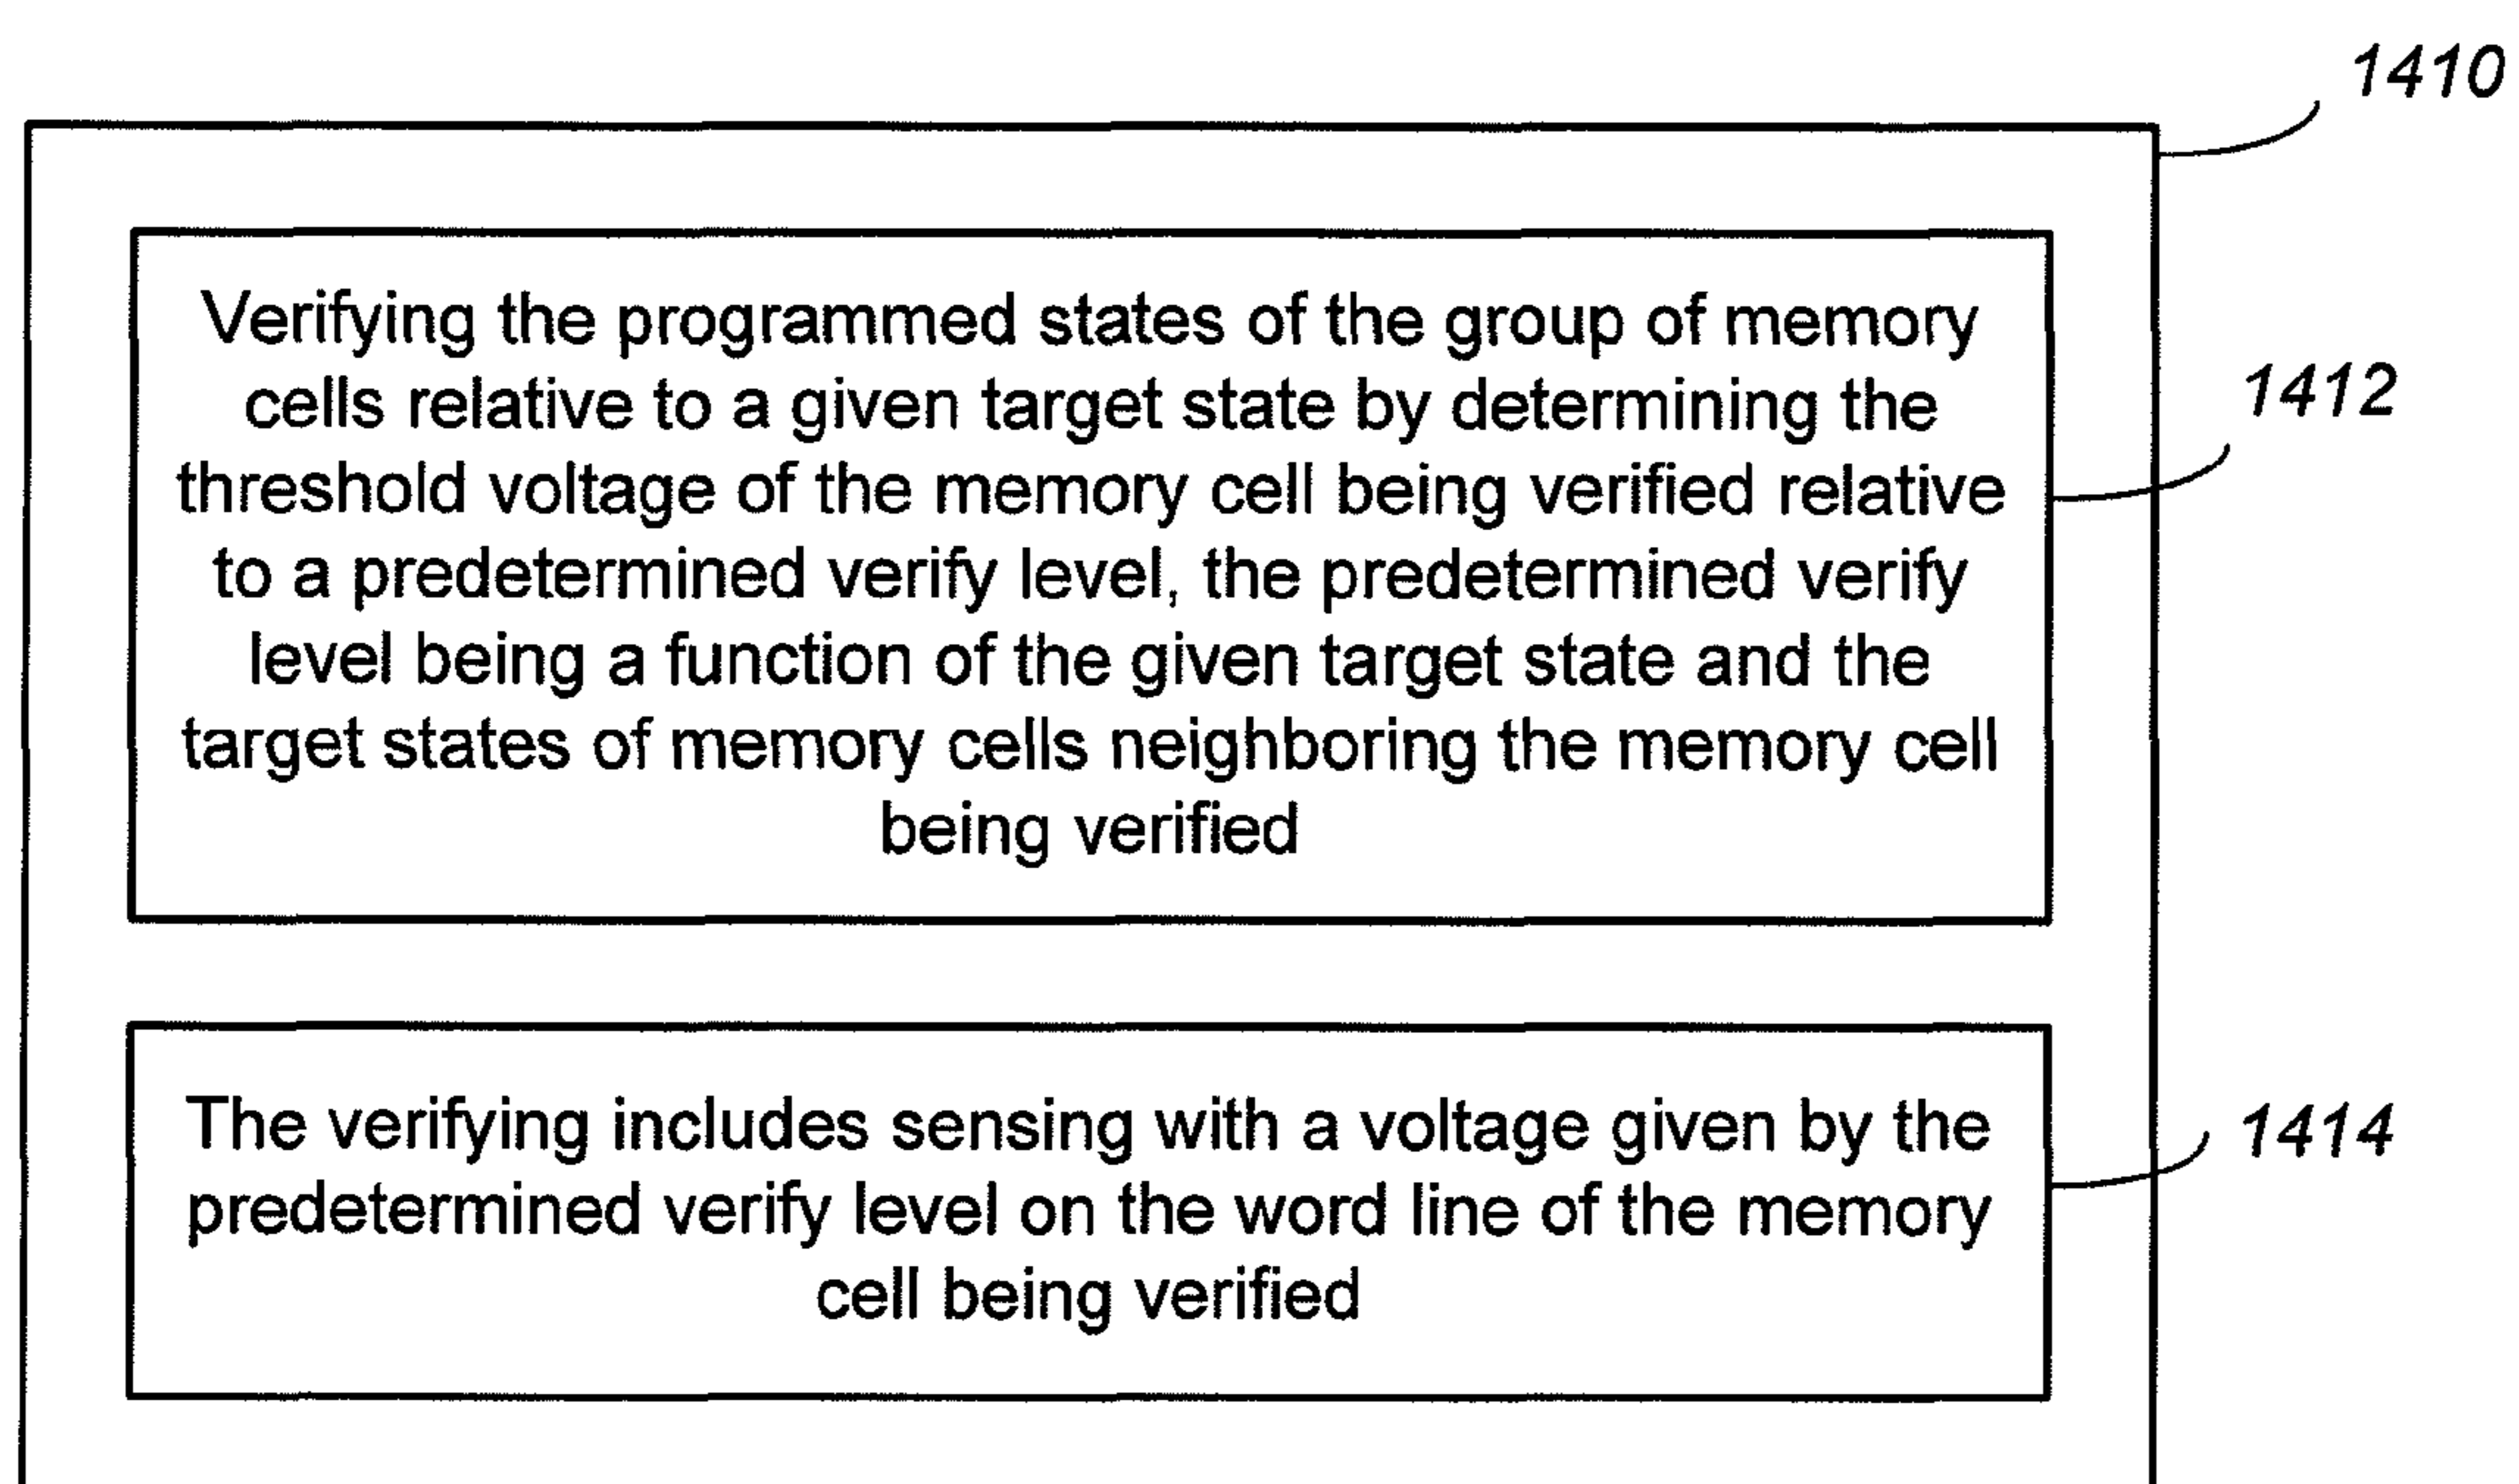 1410
Verifying the programmed states of the group of memory
cells relative to a given target state by determining the
threshold voltage of the memory cell being verified relative
to a predetermined verify level, the predetermined verify
level being a function of the given target state and the
target states of memory cells neighboring the memory cell
being verified
1412
The verifying includes sensing with a voltage given by the
predetermined verify level on the word line of the memory
cell being verified
1414